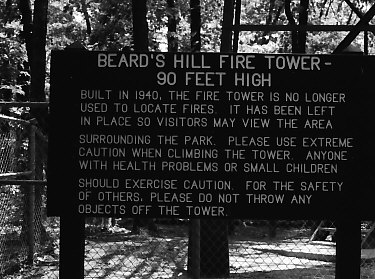 BEARD'S HILL FIRE TOWER -
90 FEET HIGH
BUILT IN 1940, THE FIRE TOWER IS NO LONGER
USED TO LOCATE FIRES. IT HAS BEEN LEFT
IN PLACE SO VISITORS MAY VIEW THE AREA
SURROUNDING THE PARK. PLEASE USE EXTREME
CAUTION WHEN CLIMBING THE TOWER. ANYONE
WITH HEALTH PROBLEMS OR SMALL CHILDREN
SHOULD EXERCISE CAUTION. FOR THE SAFETY
OF OTHERS, PLEASE DO NOT THROW ANY
OBJECTS OFF THE TOWER.